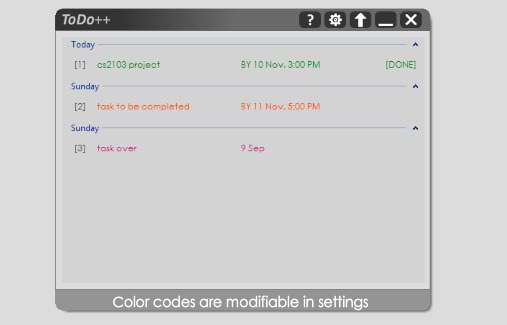 ToDo++ ?
Today
[1] cs2103 project BY 10 Nov, 3:00 PM [DONE]
Sunday
[2] task to be completed BY 11 Nov, 5:00 PM
Sunday
[3] task over 9 Sep
Color codes are modifiable in settings